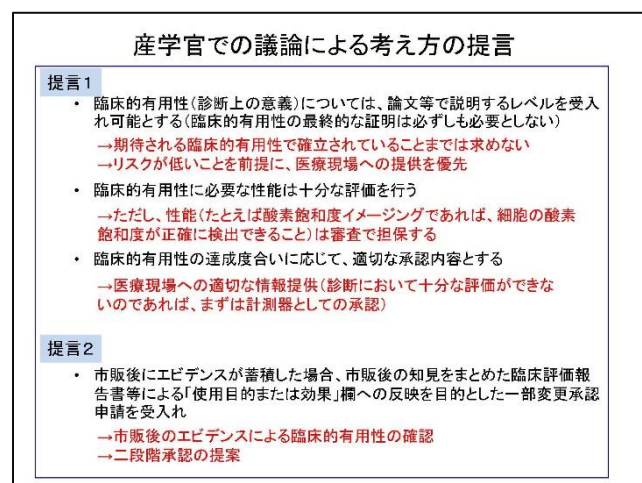 産学官での議論による考え方の提言
提言1
• 臨床的有用性(診断上の意義)については、論文等で説明するレベルを受入
れ可能とする(臨床的有用性の最終的な証明は必ずしも必要としない)
→期待される臨床的有用性で確立されていることまでは求めない
→リスクが低いことを前提に、医療現場への提供を優先
• 臨床的有用性に必要な性能は十分な評価を行う
→ただし、性能(たとえば酸素飽和度イメージングであれば、細胞の酸素
飽和度が正確に検出できること)は審査で担保する
• 臨床的有用性の達成度合いに応じて、適切な承認内容とする
→医療現場への適切な情報提供(診断において十分な評価ができな
いのであれば、まずは計測器としての承認)
提言2
• 市販後にエビデンスが蓄積した場合、市販後の知見をまとめた臨床評価報
告書等による「使用目的または効果」欄への反映を目的とした一部変更承認
申請を受入れ
→市販後のエビデンスによる臨床的有用性の確認
→二段階承認の提案